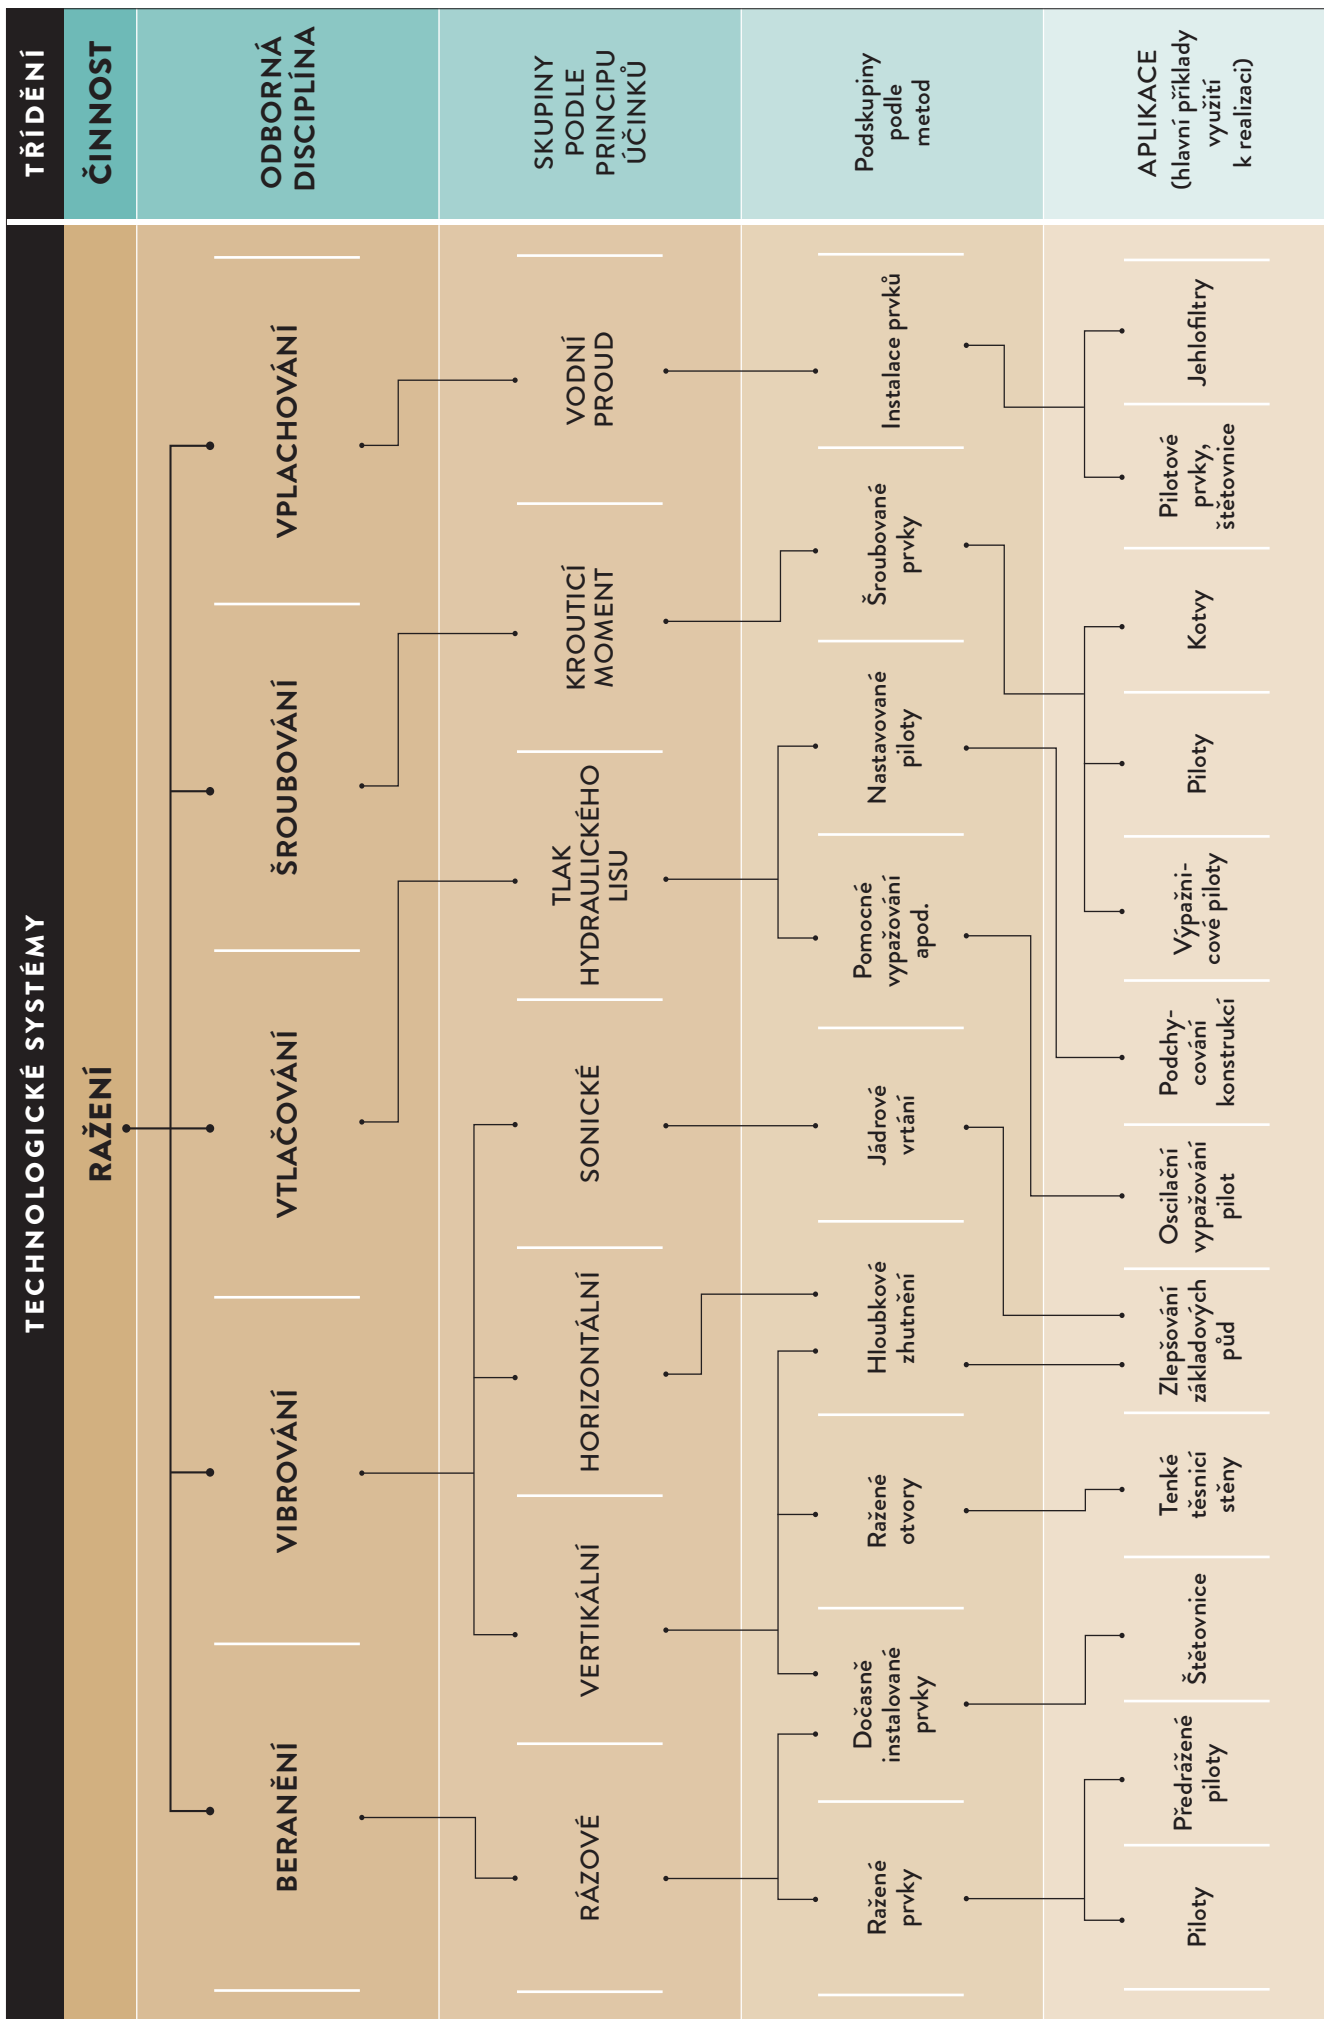 TECHNOLOGICKÉ SYSTÉMY
TŘÍDĚNÍ
RAŽENÍ
ČINNOST
BERANĚNÍ
VIBROVÁNÍ
VTLAČOVÁNÍ
ŠROUBOVÁNÍ
VPLACHOVÁNÍ
ODBORNÁ
DISCIPLÍNA
RÁZOVÉ
VERTIKÁLNÍ
HORIZONTÁLNÍ
SONICKÉ
TLAK
HYDRAULICKÉHO
LISU
KROUTICÍ
MOMENT
VODNÍ
PROUD
SKUPINY
PODLE
PRINCIPU
ÚČINKŮ
Ražené
prvky
Dočasně
instalované
prvky
Ražené
otvory
Hloubkové
zhutnění
Jádrové
vrtání
Pomocné
vypažování
apod.
Nastavované
piloty
Šroubované
prvky
Instalace prvků
Podskupiny
podle
metod
Piloty
Předrážené
piloty
Štětovnice
Tenké
těsnicí
stěny
Zlepšování
základových
půd
Oscilační
vypažování
pilot
Podchy-
cování
konstrukcí
Výpažni-
cové piloty
Piloty
Kotvy
Pilotové
prvky,
štětovnice
Jehlofiltry
APLIKACE
(hlavní příklady
využití
k realizaci)